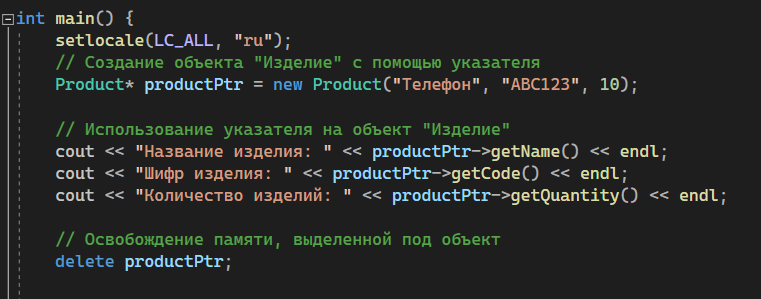 int main() {
setlocale(LC_ALL, "ru");
// Создание объекта "Изделие" с помощью указателя
Product* productPtr = new Product("Телефон", "ABC123", 10);
// Использование указателя на объект "Изделие"
cout << "Название изделия: " << productPtr->getName() << endl;
cout << "Шифр изделия: " << productPtr->getCode() << endl;
cout << "Количество изделий: " << productPtr->getQuantity() << endl;
// Освобождение памяти, выделенной под объект
delete productPtr;